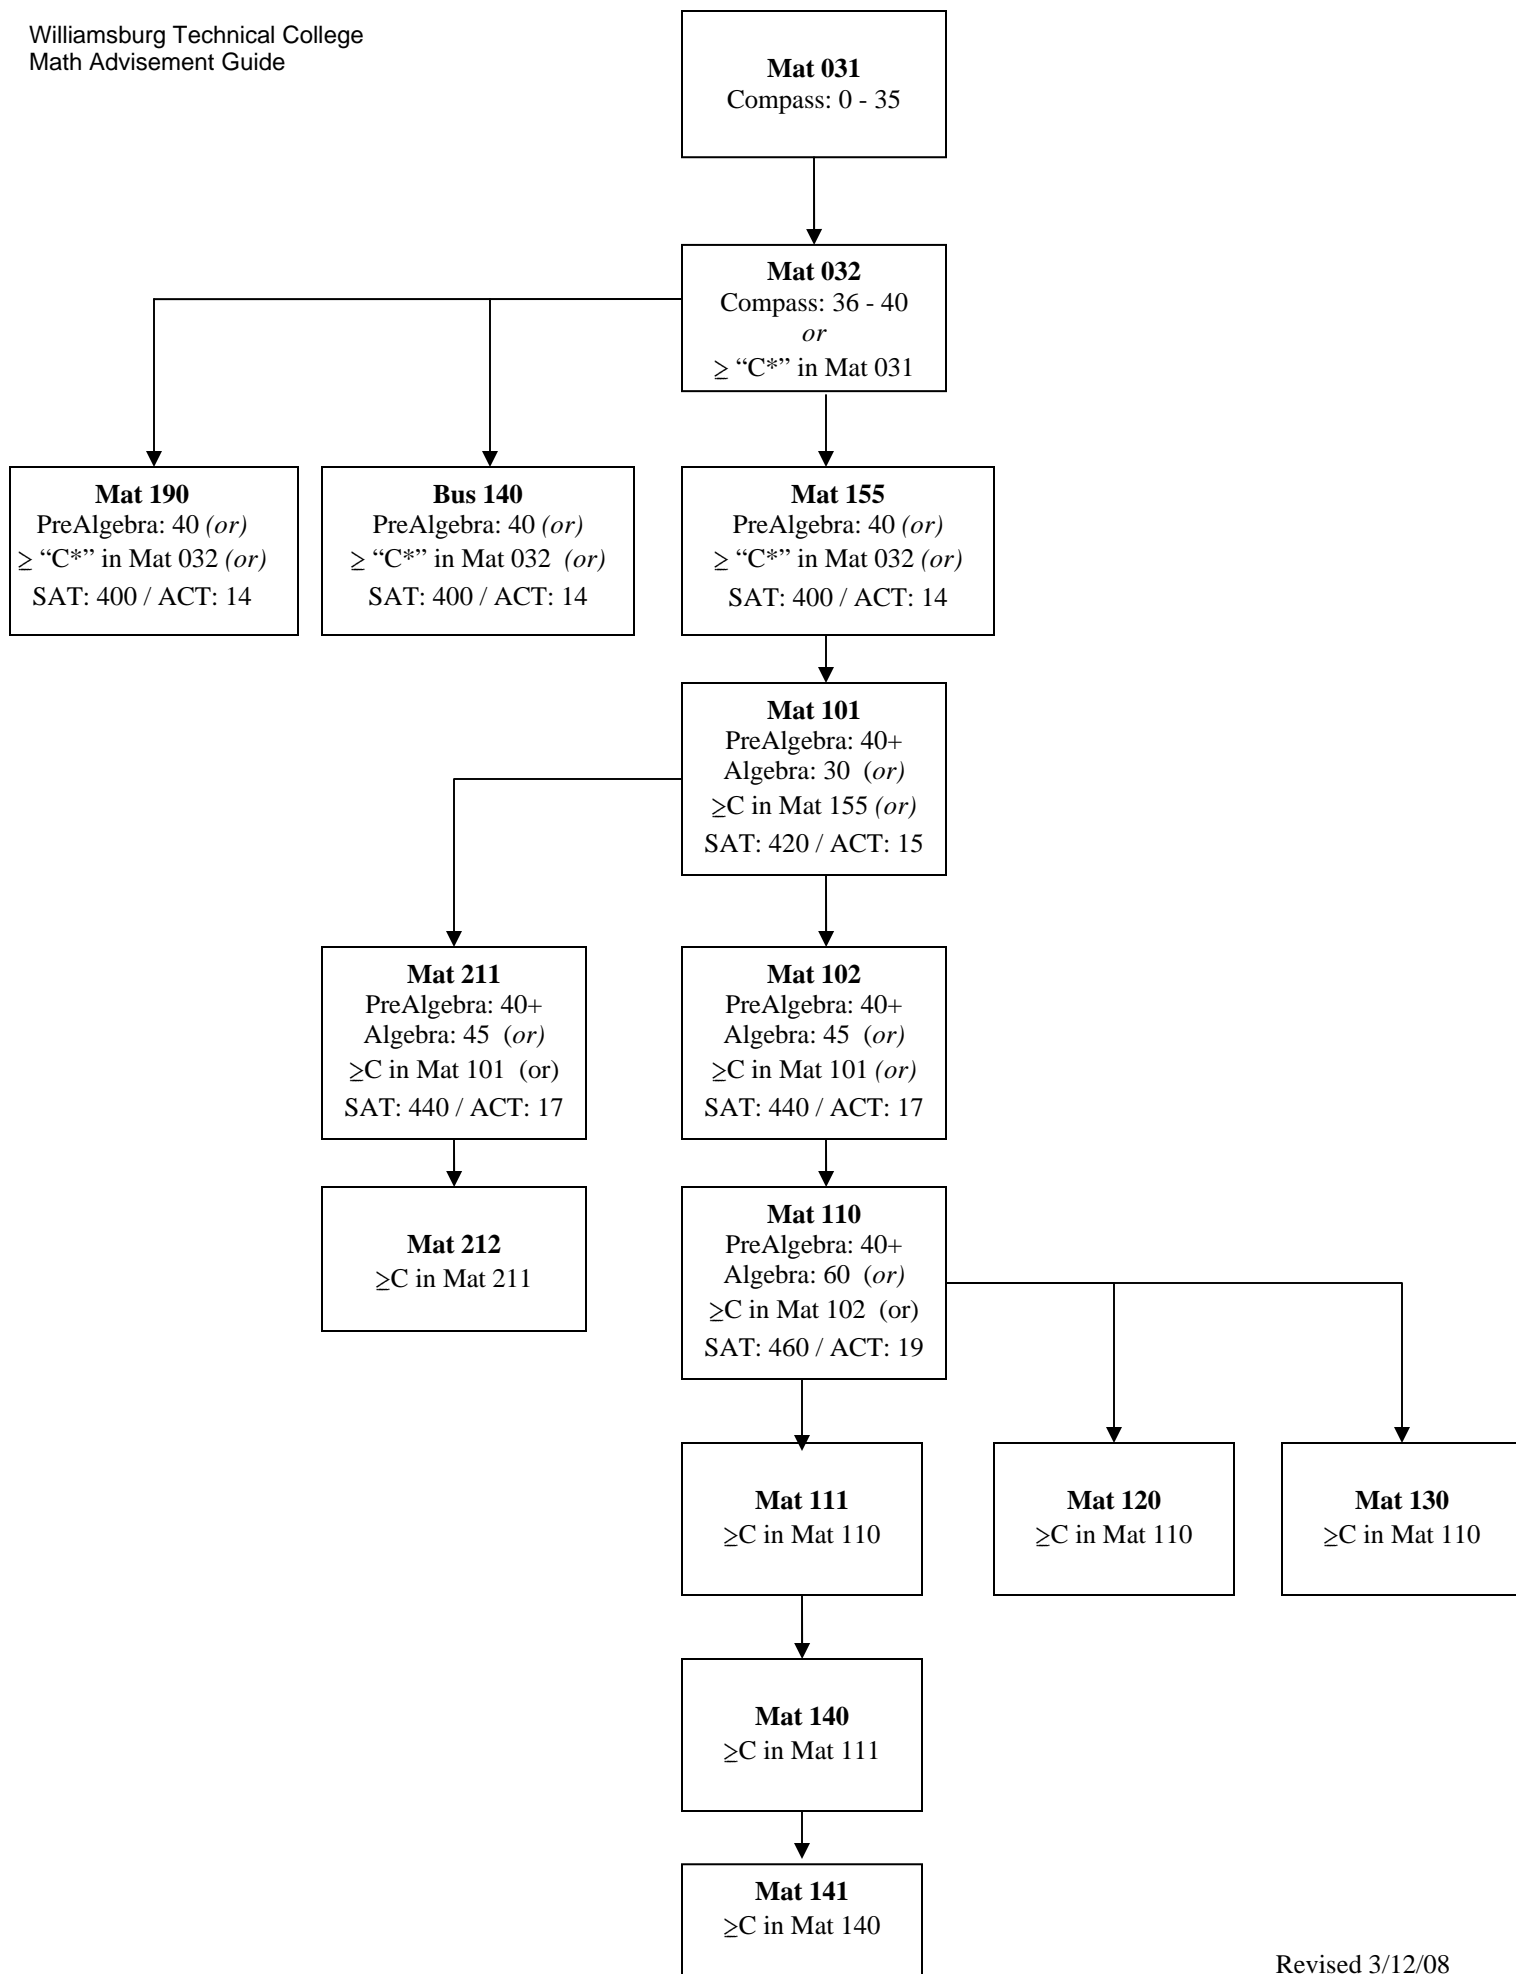 Williamsburg Technical College
Math Advisement Guide
Mat 031
Compass: 0 - 35
Mat 032
Compass: 36 - 40
or
≥ “C*” in Mat 031
Mat 190
PreAlgebra: 40 (or)
≥ “C*” in Mat 032 (or)
SAT: 400 / ACT: 14
Bus 140
PreAlgebra: 40 (or)
≥ “C*” in Mat 032 (or)
SAT: 400 / ACT: 14
Mat 155
PreAlgebra: 40 (or)
≥ “C*” in Mat 032 (or)
SAT: 400 / ACT: 14
Mat 101
PreAlgebra: 40+
Algebra: 30 (or)
≥C in Mat 155 (or)
SAT: 420 / ACT: 15
Mat 211
PreAlgebra: 40+
Algebra: 45 (or)
≥C in Mat 101 (or)
SAT: 440 / ACT: 17
Mat 102
PreAlgebra: 40+
Algebra: 45 (or)
≥C in Mat 101 (or)
SAT: 440 / ACT: 17
Mat 212
≥C in Mat 211
Mat 110
PreAlgebra: 40+
Algebra: 60 (or)
≥C in Mat 102 (or)
SAT: 460 / ACT: 19
Mat 111
≥C in Mat 110
Mat 120
≥C in Mat 110
Mat 130
≥C in Mat 110
Mat 140
≥C in Mat 111
Mat 141
≥C in Mat 140
Revised 3/12/08